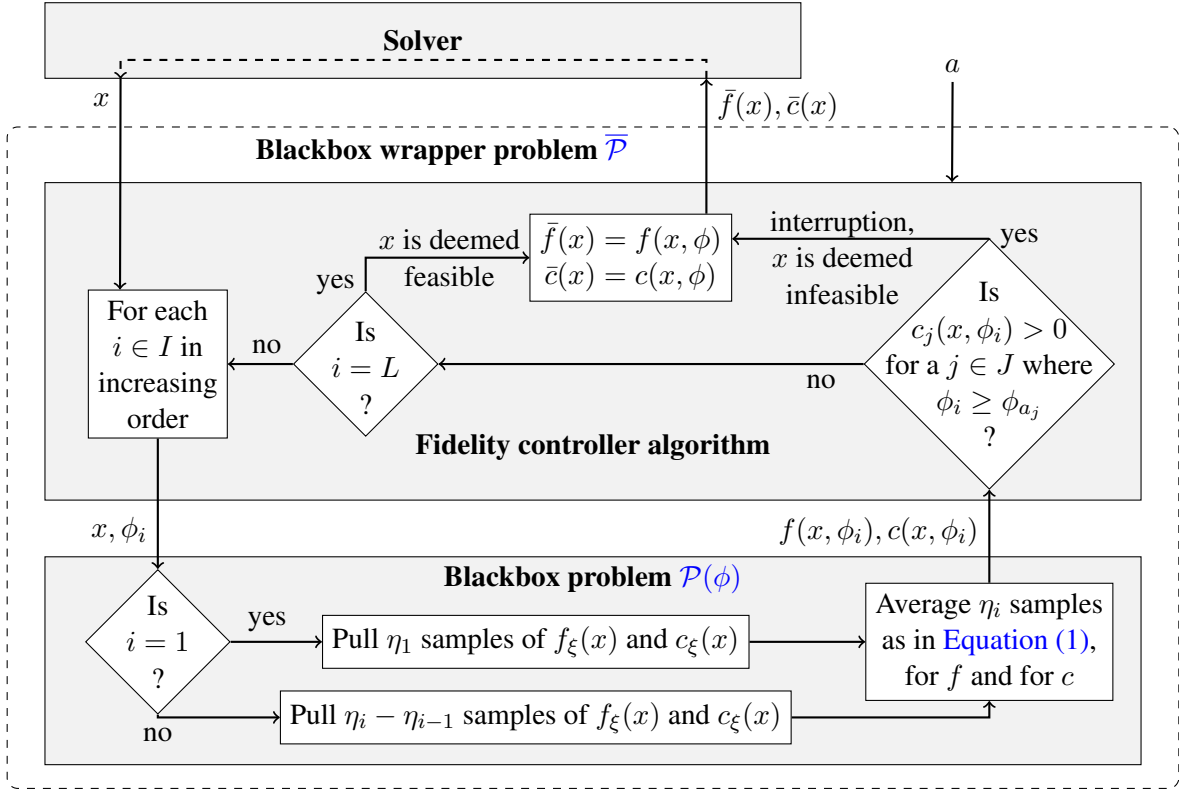 Solver
x
a
f̄(x), c̄(x)
Blackbox wrapper problem 𝒫̅
x is deemed
feasible
f̄(x) = f(x, ϕ)
c̄(x) = c(x, ϕ)
interruption,
x is deemed
infeasible
yes
yes
For each
i ∈ I in
increasing
order
no
Is
i = L
?
no
Is
c_j(x, ϕ_i) > 0
for a j ∈ J where
ϕ_i ≥ ϕ_{a_j}
?
Fidelity controller algorithm
x, ϕ_i
f(x, ϕ_i), c(x, ϕ_i)
Blackbox problem 𝒫(ϕ)
Is
i = 1
?
yes
Pull η_1 samples of f_ξ(x) and c_ξ(x)
Average η_i samples
as in Equation (1),
for f and for c
no
Pull η_i − η_{i−1} samples of f_ξ(x) and c_ξ(x)